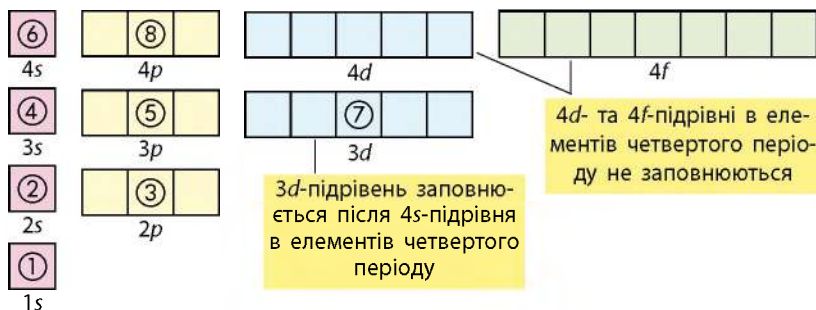 ⑥ ⑧
4s 4p 4d 4f
④ ⑤ ⑦
3s 3p 3d
4d- та 4f-підрівні в еле-
ментів четвертого періо-
ду не заповнюються
② ③
2s 2p
3d-підрівень заповню-
ється після 4s-підрівня
в елементів четвертого
періоду
①
1s